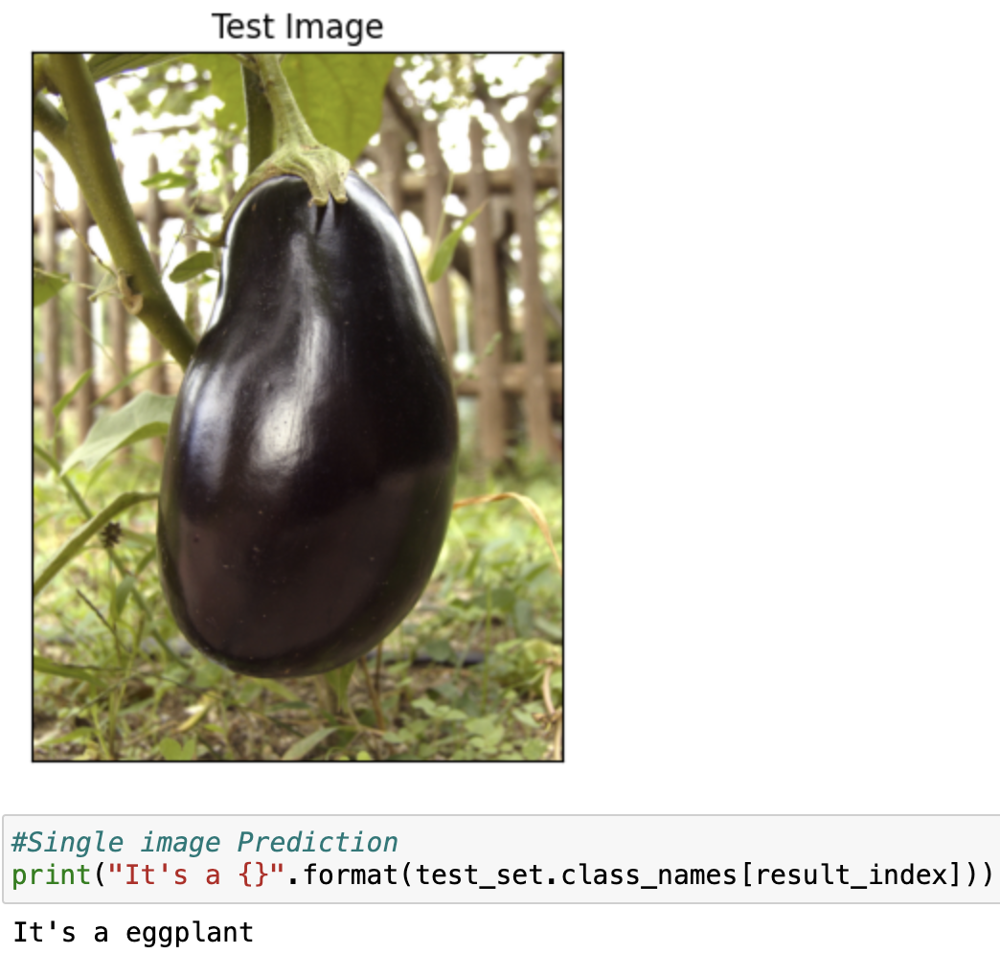 Test Image
#Single image Prediction
print("It's a {}".format(test_set.class_names[result_index]))
It's a eggplant